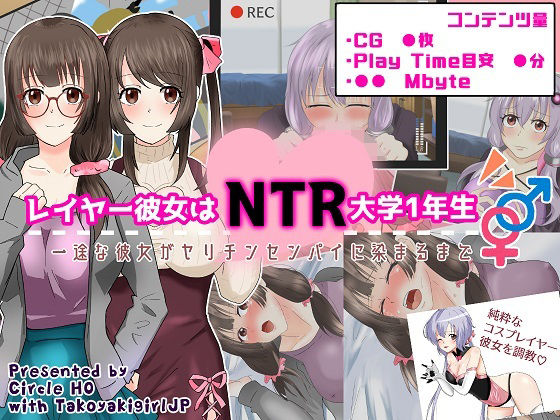 REC
コンテンツ量
・CG ●枚
・Play Time目安 ●分
・●● Mbyte
レイヤー彼女はNTR大学1年生
一途な彼女がヤリチンセンパイに染まるまで
純粋な
コスプレイヤー
彼女を調教♡
Presented by
Circle HO
with TakoyakigirlJP